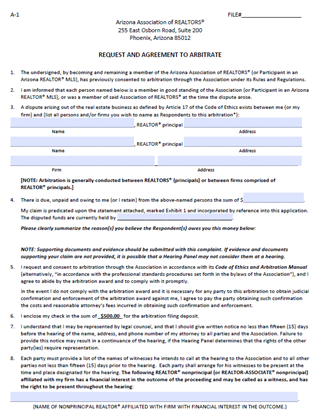 A-1 FILE#
Arizona Association of REALTORS®
255 East Osborn Road, Suite 200
Phoenix, Arizona 85012
REQUEST AND AGREEMENT TO ARBITRATE
1. The undersigned, by becoming and remaining a member of the Arizona Association of REALTORS® (or Participant in an
Arizona REALTOR® MLS), has previously consented to arbitration through the Association under its Rules and Regulations.
2. I am informed that each person named below is a member in good standing of the Association (or Participant in an Arizona
REALTOR® MLS), or was a member of said Association of REALTORS® at the time the dispute arose.
3. A dispute arising out of the real estate business as defined by Article 17 of the Code of Ethics exists between me (or my
firm) and (list all persons and/or firms you wish to name as Respondents to this arbitration*):
, REALTOR® principal
Name Address
, REALTOR® principal
Name Address
Firm Address
[NOTE: Arbitration is generally conducted between REALTORS® (principals) or between firms comprised of
REALTOR® principals.]
4. There is due, unpaid and owing to me (or I retain) from the above-named persons the sum of $
My claim is predicated upon the statement attached, marked Exhibit 1 and incorporated by reference into this application.
The disputed funds are currently held by
Please clearly summarize the reason(s) you believe the Respondent(s) owes you this money below:
NOTE: Supporting documents and evidence should be submitted with this complaint. If evidence and documents
supporting your claim are not provided, it is possible that a Hearing Panel may not consider them at a hearing.
5. I request and consent to arbitration through the Association in accordance with its Code of Ethics and Arbitration Manual
(alternatively, "in accordance with the professional standards procedures set forth in the bylaws of the Association"), and I
agree to abide by the arbitration award and to comply with it promptly.
In the event I do not comply with the arbitration award and it is necessary for any party to this arbitration to obtain judicial
confirmation and enforcement of the arbitration award against me, I agree to pay the party obtaining such confirmation
the costs and reasonable attorney's fees incurred in obtaining such confirmation and enforcement.
6. I enclose my check in the sum of $500.00 for the arbitration filing deposit.
7. I understand that I may be represented by legal counsel, and that I should give written notice no less than fifteen (15) days
before the hearing of the name, address, and phone number of my attorney to all parties and the Association. Failure to
provide this notice may result in a continuance of the hearing, if the Hearing Panel determines that the rights of the other
party(ies) require representation.
8. Each party must provide a list of the names of witnesses he intends to call at the hearing to the Association and to all other
parties not less than fifteen (15) days prior to the hearing. Each party shall arrange for his witnesses to be present at the
time and place designated for the hearing. The following REALTOR® nonprincipal (or REALTOR-ASSOCIATE® nonprincipal)
affiliated with my firm has a financial interest in the outcome of the proceeding and may be called as a witness, and has
the right to be present throughout the hearing:
(NAME OF NONPRINCIPAL REALTOR® AFFILIATED WITH FIRM WITH FINANCIAL INTEREST IN THE OUTCOME.)